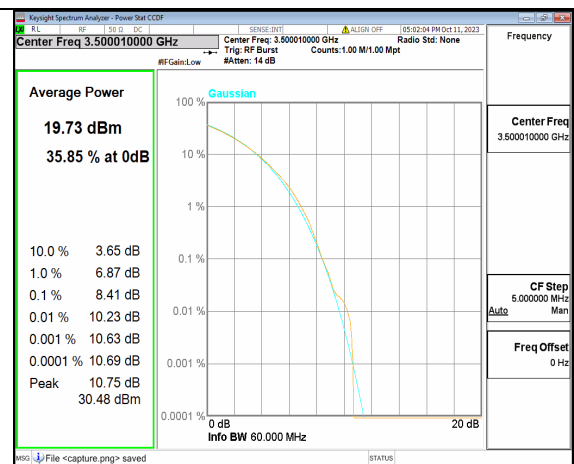 Keysight Spectrum Analyzer - Power Stat CCDF
RL RF 50 Ω DC SENSE:INT ALIGN OFF 05:02:04 PM Oct 11, 2023
Center Freq 3.500010000 GHz
Center Freq: 3.500010000 GHz Radio Std: None
Trig: RF Burst Counts:1.00 M/1.00 Mpt
#IFGain:Low #Atten: 14 dB
Frequency
Average Power
19.73 dBm
35.85 % at 0dB
10.0 % 3.65 dB
1.0 % 6.87 dB
0.1 % 8.41 dB
0.01 % 10.23 dB
0.001 % 10.63 dB
0.0001 % 10.69 dB
Peak 10.75 dB
30.48 dBm
Gaussian
100 %
10 %
1 %
0.1 %
0.01 %
0.001 %
0.0001 %
0 dB 20 dB
Info BW 60.000 MHz
Center Freq
3.500010000 GHz
CF Step
5.000000 MHz
Auto Man
Freq Offset
0 Hz
MSG File <capture.png> saved STATUS